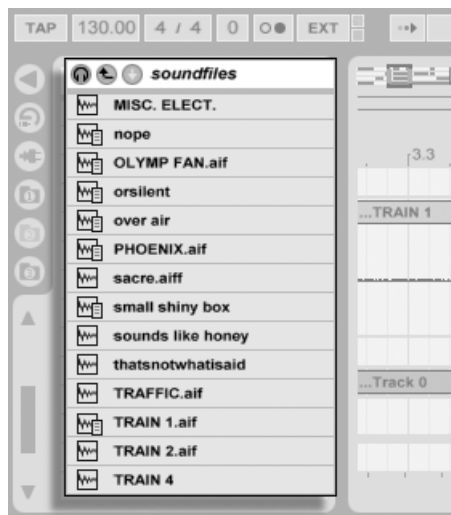 TAP 130.00 4 / 4 0 EXT
soundfiles
MISC. ELECT.
nope
OLYMP FAN.aif
orsilent
over air
PHOENIX.aif
sacre.aiff
small shiny box
sounds like honey
thatsnotwhatisaid
TRAFFIC.aif
TRAIN 1.aif
TRAIN 2.aif
TRAIN 4
3.3
...TRAIN 1
...Track 0